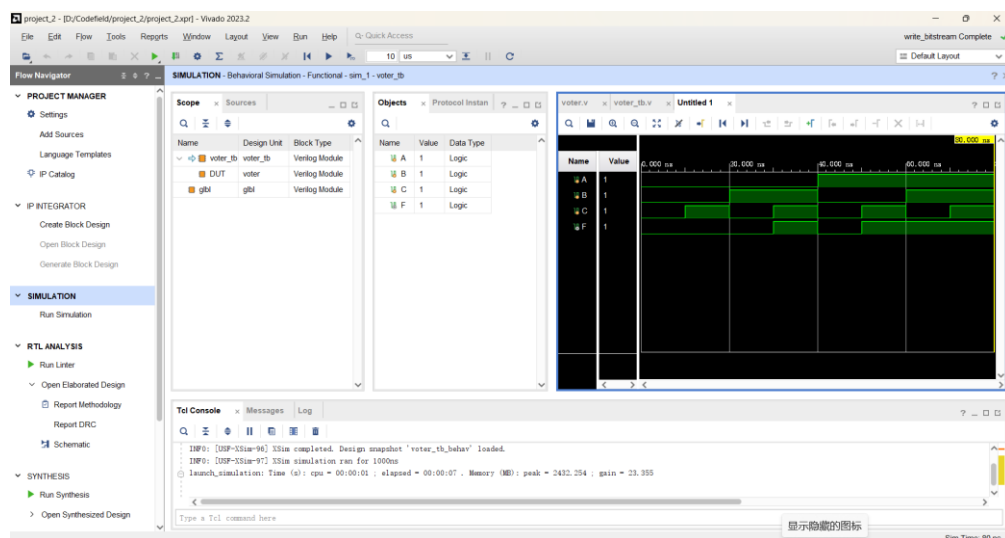 project_2 - [D:/Codefield/project_2/project_2.xpr] - Vivado 2023.2
File Edit Flow Tools Reports Window Layout View Run Help Q- Quick Access write_bitstream Complete
10 us Default Layout
Flow Navigator SIMULATION - Behavioral Simulation - Functional - sim_1 - voter_tb
PROJECT MANAGER
Settings
Add Sources
Language Templates
IP Catalog
IP INTEGRATOR
Create Block Design
Open Block Design
Generate Block Design
SIMULATION
Run Simulation
RTL ANALYSIS
Run Linter
Open Elaborated Design
Report Methodology
Report DRC
Schematic
SYNTHESIS
Run Synthesis
Open Synthesized Design
Scope Sources
Name Design Unit Block Type
voter_tb voter_tb Verilog Module
DUT voter Verilog Module
glbl glbl Verilog Module
Objects Protocol Instan
Name Value Data Type
A 1 Logic
B 1 Logic
C 1 Logic
F 1 Logic
voter.v voter_tb.v Untitled 1
80.000 ns
Name Value 0.000 ns 20.000 ns 40.000 ns 60.000 ns
A 1
B 1
C 1
F 1
Tcl Console Messages Log
INFO: [USF-XSim-96] XSim completed. Design snapshot 'voter_tb_behav' loaded.
INFO: [USF-XSim-97] XSim simulation ran for 1000ns
launch_simulation: Time (s): cpu = 00:00:01 ; elapsed = 00:00:07 . Memory (MB): peak = 2432.254 ; gain = 23.355
Type a Tcl command here
显示隐藏的图标